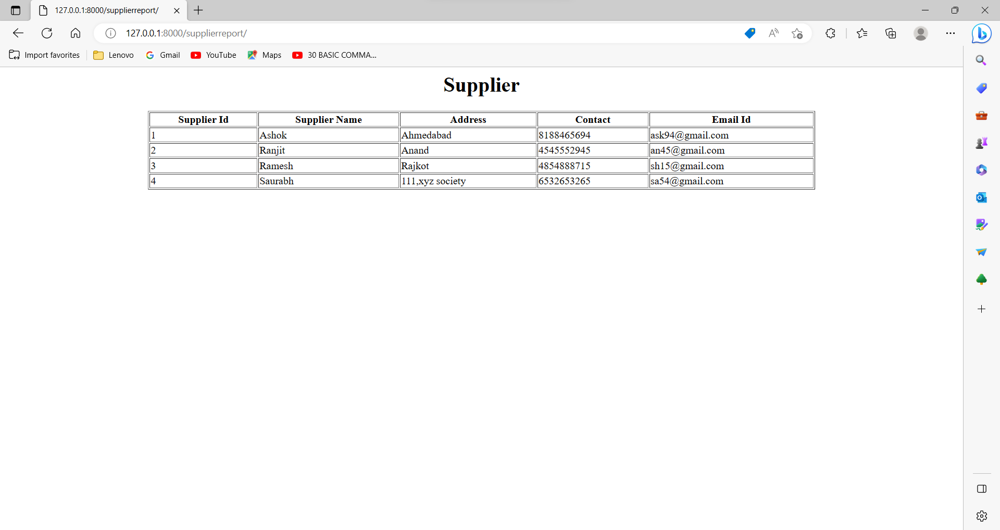 127.0.0.1:8000/supplierreport/
127.0.0.1:8000/supplierreport/
Import favorites Lenovo Gmail YouTube Maps 30 BASIC COMMA...
Supplier
Supplier Id Supplier Name Address Contact Email Id
1 Ashok Ahmedabad 8188465694 ask94@gmail.com
2 Ranjit Anand 4545552945 an45@gmail.com
3 Ramesh Rajkot 4854888715 sh15@gmail.com
4 Saurabh 111,xyz society 6532653265 sa54@gmail.com